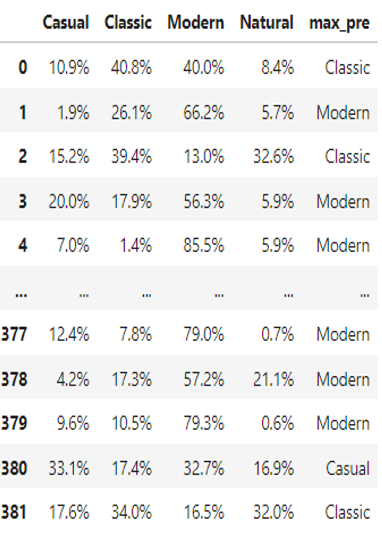 Casual Classic Modern Natural max_pre
0 10.9% 40.8% 40.0% 8.4% Classic
1 1.9% 26.1% 66.2% 5.7% Modern
2 15.2% 39.4% 13.0% 32.6% Classic
3 20.0% 17.9% 56.3% 5.9% Modern
4 7.0% 1.4% 85.5% 5.9% Modern
... ... ... ... ... ...
377 12.4% 7.8% 79.0% 0.7% Modern
378 4.2% 17.3% 57.2% 21.1% Modern
379 9.6% 10.5% 79.3% 0.6% Modern
380 33.1% 17.4% 32.7% 16.9% Casual
381 17.6% 34.0% 16.5% 32.0% Classic